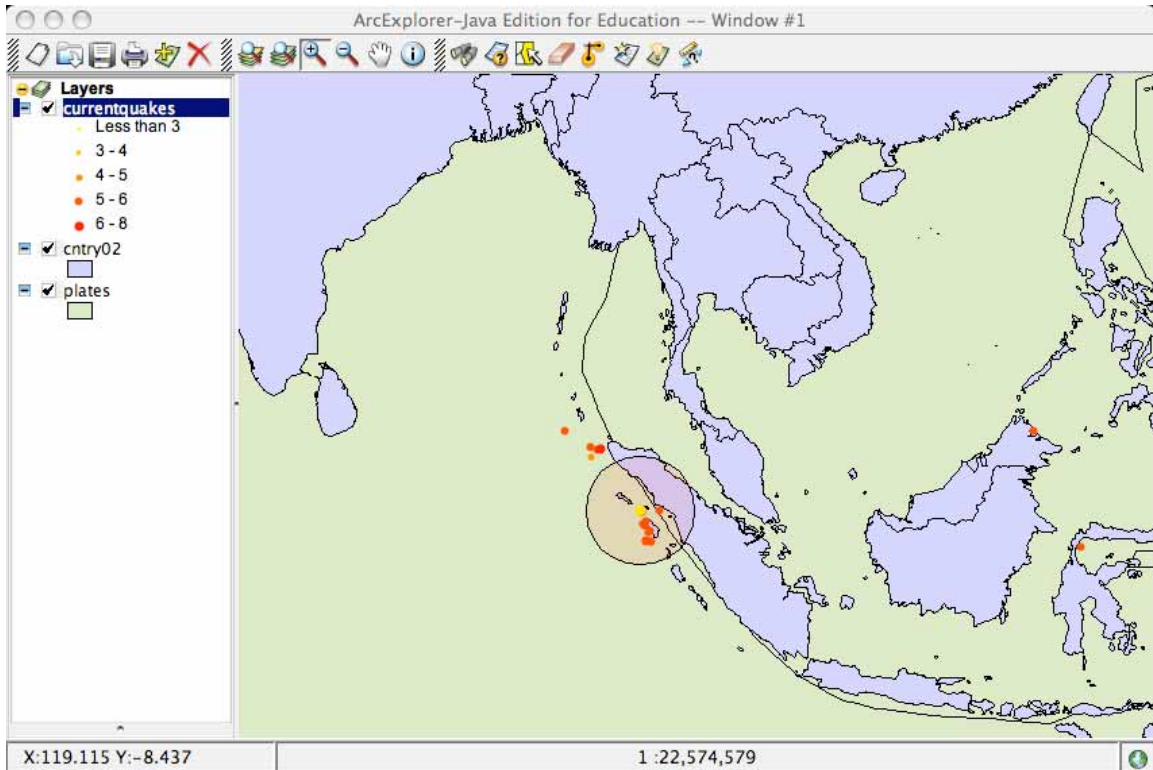 ArcExplorer-Java Edition for Education -- Window #1
Layers
currentquakes
Less than 3
3 - 4
4 - 5
5 - 6
6 - 8
cntry02
plates
X:119.115 Y:-8.437
1 :22,574,579